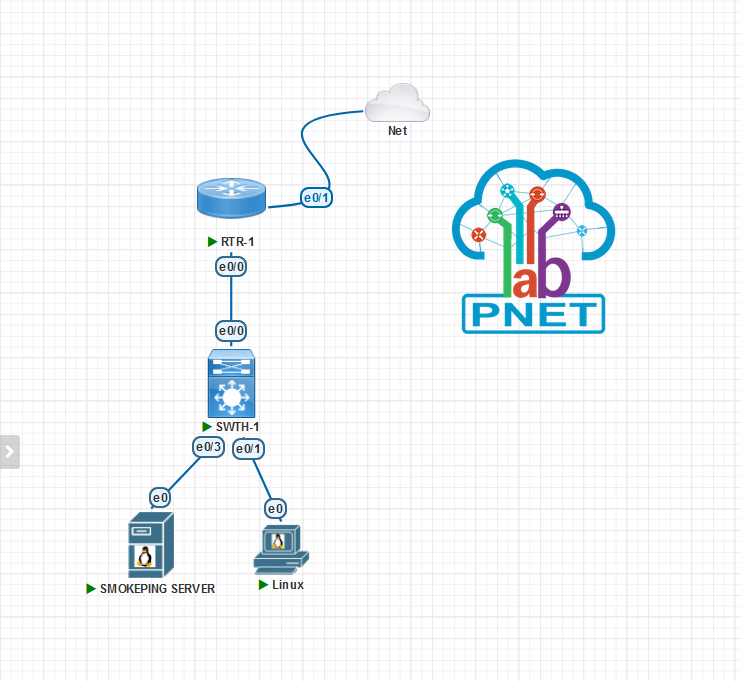 Net
e0/1
RTR-1
e0/0
lab
PNET
e0/0
SWTH-1
e0/3 e0/1
e0 e0
SMOKEPING SERVER Linux